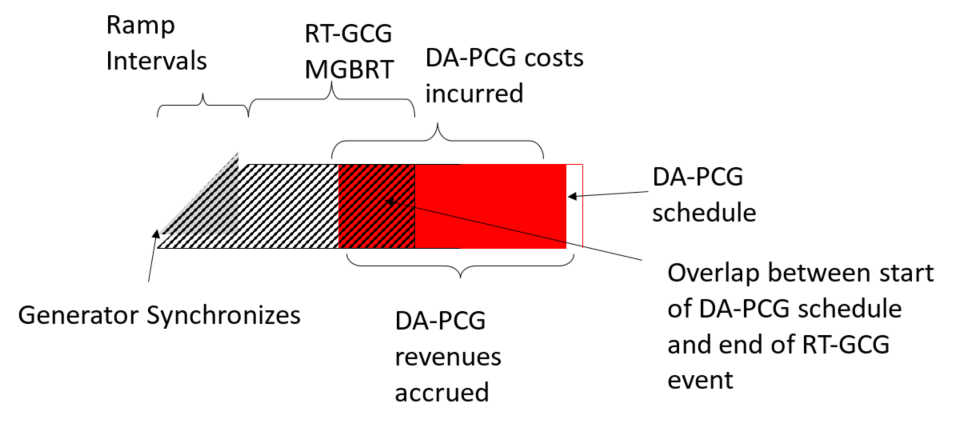 Ramp
Intervals
RT-GCG
MGBRT
DA-PCG costs
incurred
DA-PCG
schedule
Generator Synchronizes
DA-PCG
revenues
accrued
Overlap between start
of DA-PCG schedule
and end of RT-GCG
event